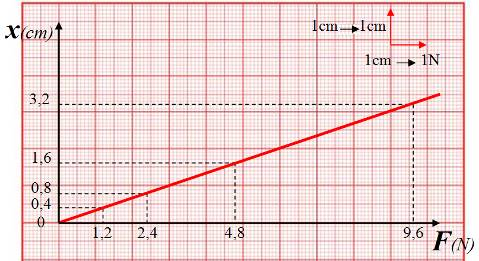 x(cm)
1cm → 1cm
1cm → 1N
3,2
1,6
0,8
0,4
0
1,2 2,4 4,8 9,6
F(N)